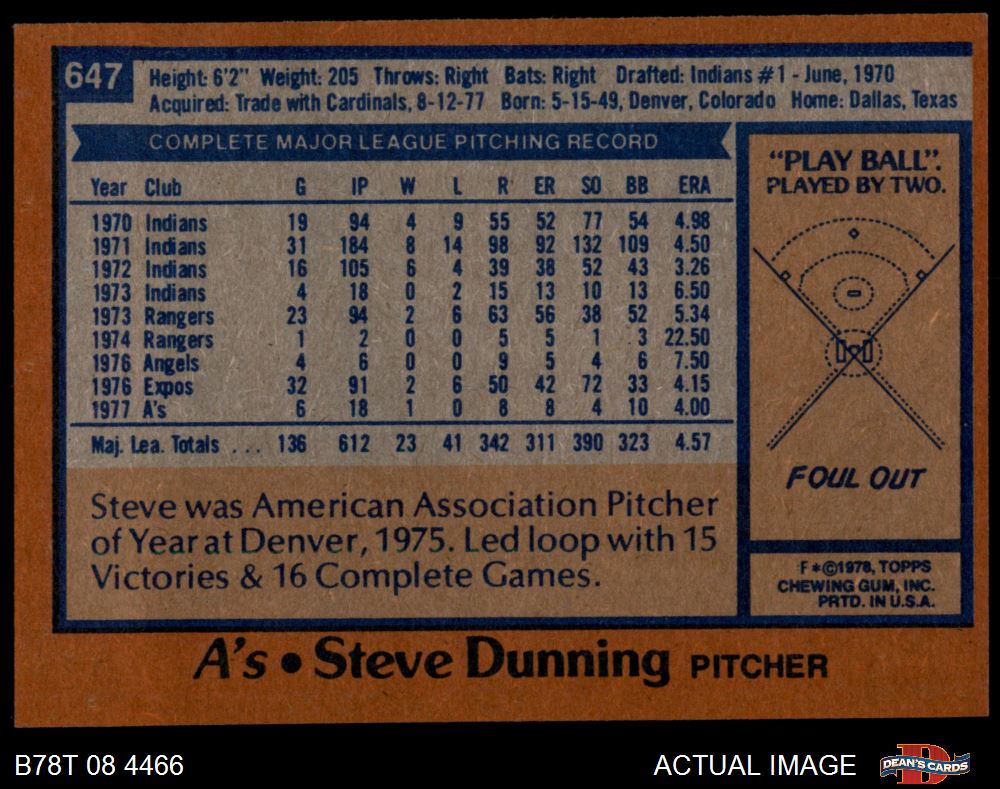 647
Height: 6'2" Weight: 205 Throws: Right Bats: Right Drafted: Indians #1 - June, 1970
Acquired: Trade with Cardinals, 8-12-77 Born: 5-15-49, Denver, Colorado Home: Dallas, Texas
COMPLETE MAJOR LEAGUE PITCHING RECORD
Year Club G IP W L R ER SO BB ERA
1970 Indians 19 94 4 9 55 52 77 54 4.98
1971 Indians 31 184 8 14 98 92 132 109 4.50
1972 Indians 16 105 6 4 39 38 52 43 3.26
1973 Indians 4 18 0 2 15 13 10 13 6.50
1973 Rangers 23 94 2 6 63 56 38 52 5.34
1974 Rangers 1 2 0 0 5 5 1 3 22.50
1976 Angels 4 6 0 0 9 5 4 6 7.50
1976 Expos 32 91 2 6 50 42 72 33 4.15
1977 A's 6 18 1 0 8 8 4 10 4.00
Maj. Lea. Totals ... 136 612 23 41 342 311 390 323 4.57
Steve was American Association Pitcher
of Year at Denver, 1975. Led loop with 15
Victories & 16 Complete Games.
"PLAY BALL".
PLAYED BY TWO.
FOUL OUT
F*©1978, TOPPS
CHEWING GUM, INC.
PRTD. IN U.S.A.
A's • Steve Dunning PITCHER
B78T 08 4466
ACTUAL IMAGE
D
DEAN'S CARDS